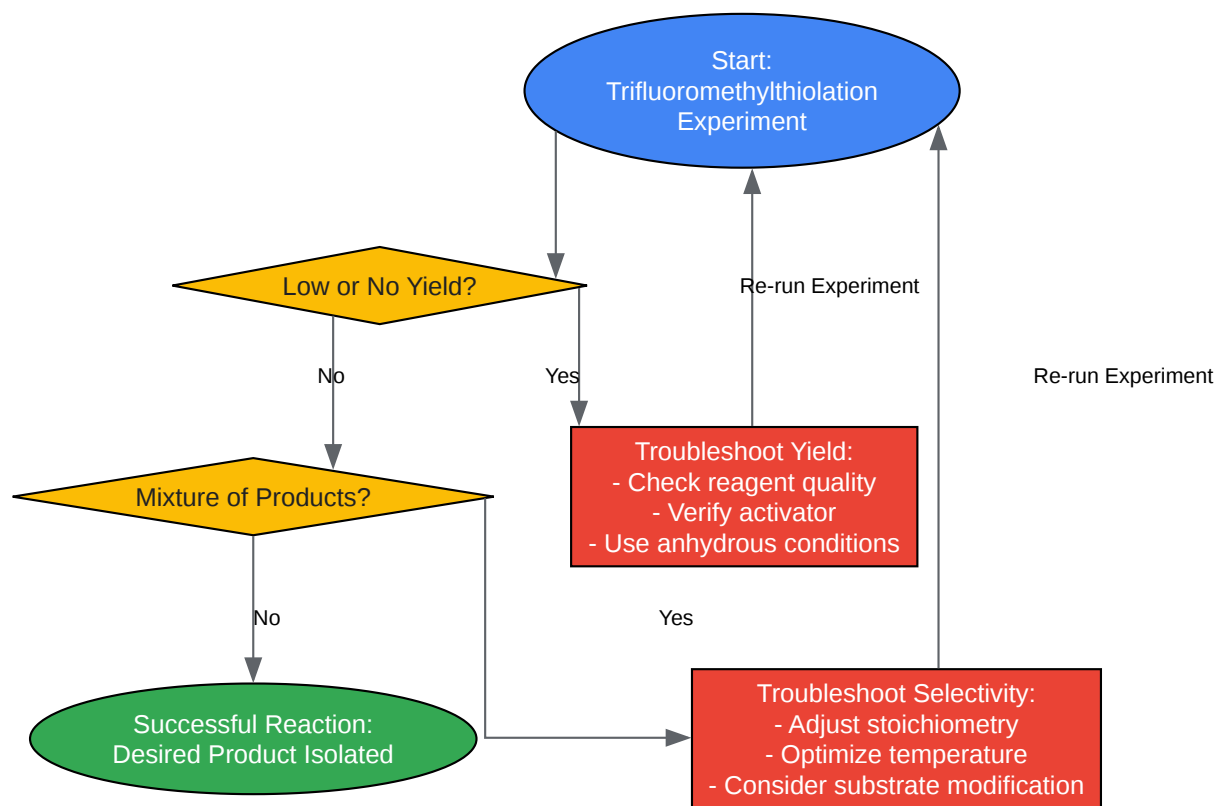 Start:
Trifluoromethylthiolation
Experiment
Low or No Yield?
Re-run Experiment
No
Yes
Re-run Experiment
Troubleshoot Yield:
- Check reagent quality
- Verify activator
- Use anhydrous conditions
Mixture of Products?
No
Yes
Successful Reaction:
Desired Product Isolated
Troubleshoot Selectivity:
- Adjust stoichiometry
- Optimize temperature
- Consider substrate modification